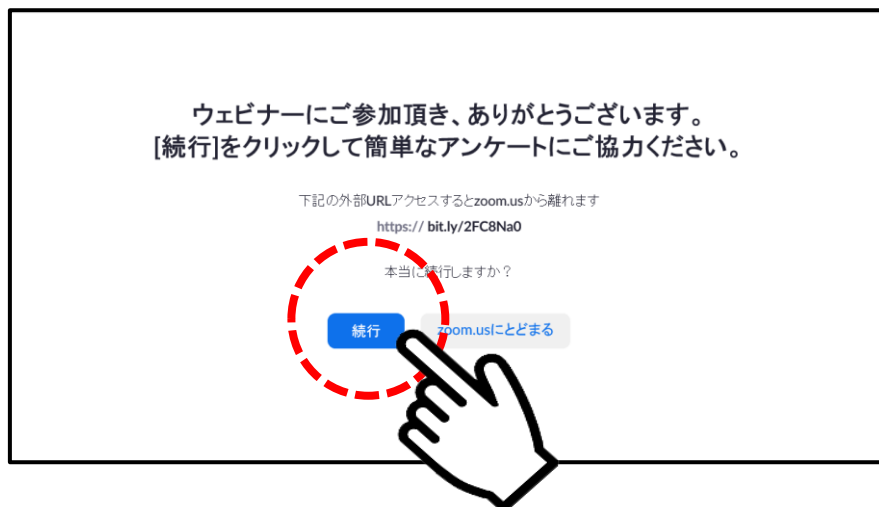 ウェビナーにご参加頂き、ありがとうございます。
[続行]をクリックして簡単なアンケートにご協力ください。
下記の外部URLアクセスするとzoom.usから離れます
https:// bit.ly/2FC8Na0
本当に続行しますか？
続行
zoom.usにとどまる